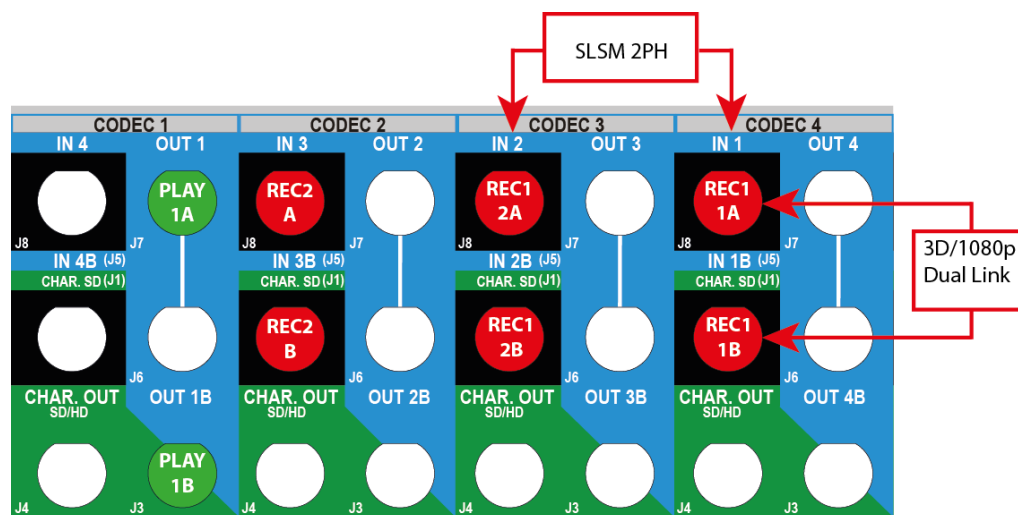 SLSM 2PH
CODEC 1 CODEC 2 CODEC 3 CODEC 4
IN 4 OUT 1 IN 3 OUT 2 IN 2 OUT 3 IN 1 OUT 4
PLAY
1A
REC2
A
REC1
2A
REC1
1A
J8 J7 J8 J7 J8 J7 J8 J7
3D/1080p
Dual Link
IN 4B (J5) IN 3B (J5) IN 2B (J5) IN 1B (J5)
CHAR. SD (J1) CHAR. SD (J1) CHAR. SD (J1) CHAR. SD (J1)
REC2
B
REC1
2B
REC1
1B
J6 J6 J6 J6
CHAR. OUT OUT 1B CHAR. OUT OUT 2B CHAR. OUT OUT 3B CHAR. OUT OUT 4B
SD/HD SD/HD SD/HD SD/HD
PLAY
1B
J4 J3 J4 J3 J4 J3 J4 J3